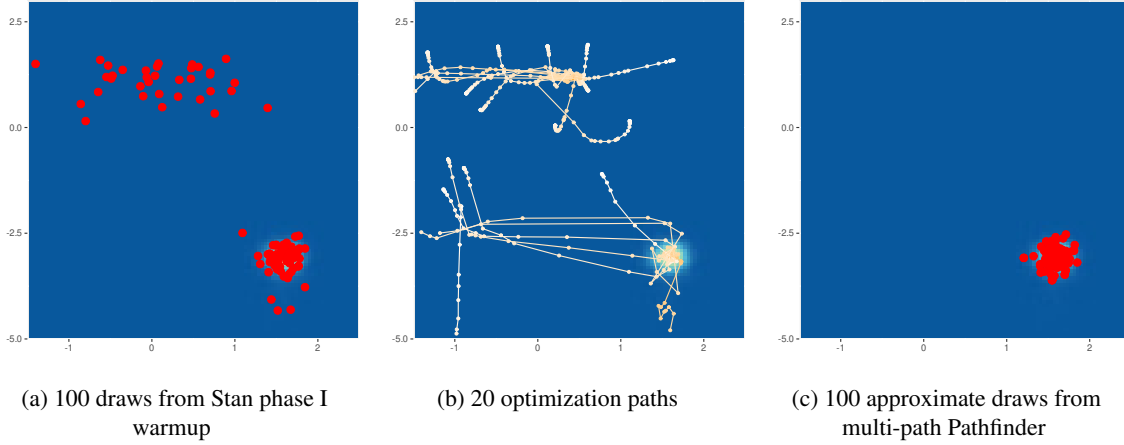 2.5
0.0
-2.5
-5.0
-1 0 1 2
2.5
0.0
-2.5
-5.0
-1 0 1 2
2.5
0.0
-2.5
-5.0
-1 0 1 2
(a) 100 draws from Stan phase I
warmup
(b) 20 optimization paths
(c) 100 approximate draws from
multi-path Pathfinder